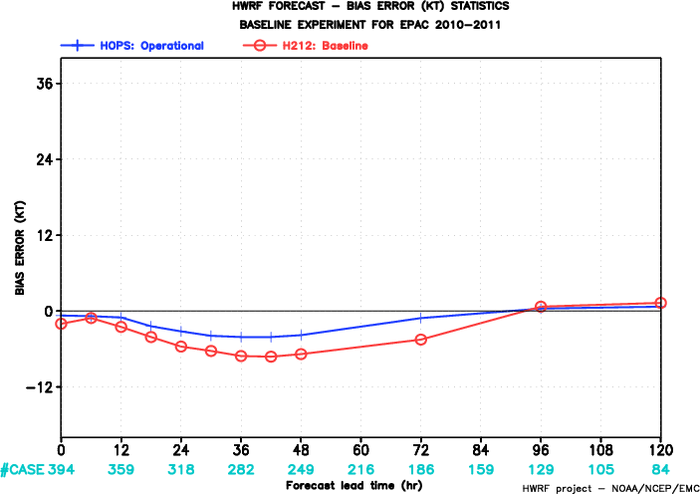 HWRF FORECAST – BIAS ERROR (KT) STATISTICS
BASELINE EXPERIMENT FOR EPAC 2010–2011
HOPS: Operational H212: Baseline
36
24
12
0
−12
BIAS ERROR (KT)
0 12 24 36 48 60 72 84 96 108 120
#CASE 394 359 318 282 249 216 186 159 129 105 84
Forecast lead time (hr)
HWRF project – NOAA/NCEP/EMC